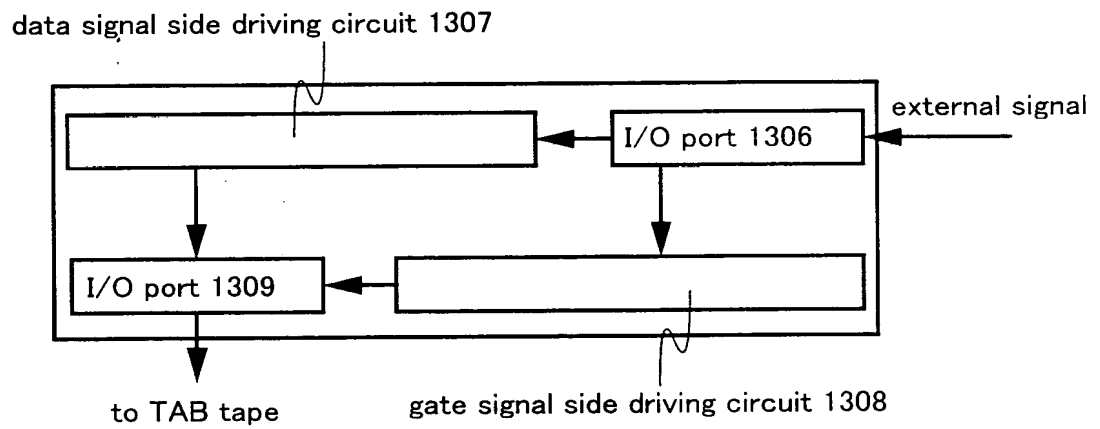 data signal side driving circuit 1307
external signal
I/O port 1306
I/O port 1309
to TAB tape
gate signal side driving circuit 1308